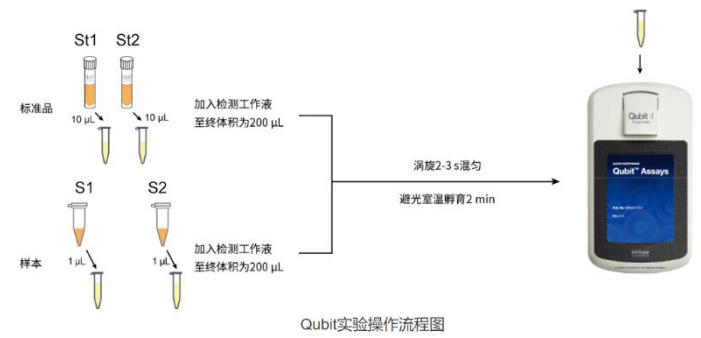 St1 St2
标准品
10 μL 10 μL
加入检测工作液
至终体积为200 μL
S1 S2
样本
1 μL 1 μL
加入检测工作液
至终体积为200 μL
涡旋2-3 s混匀
避光室温孵育2 min
Qubit 4
Fluorometer
Qubit™ Assays
invitrogen
Qubit实验操作流程图